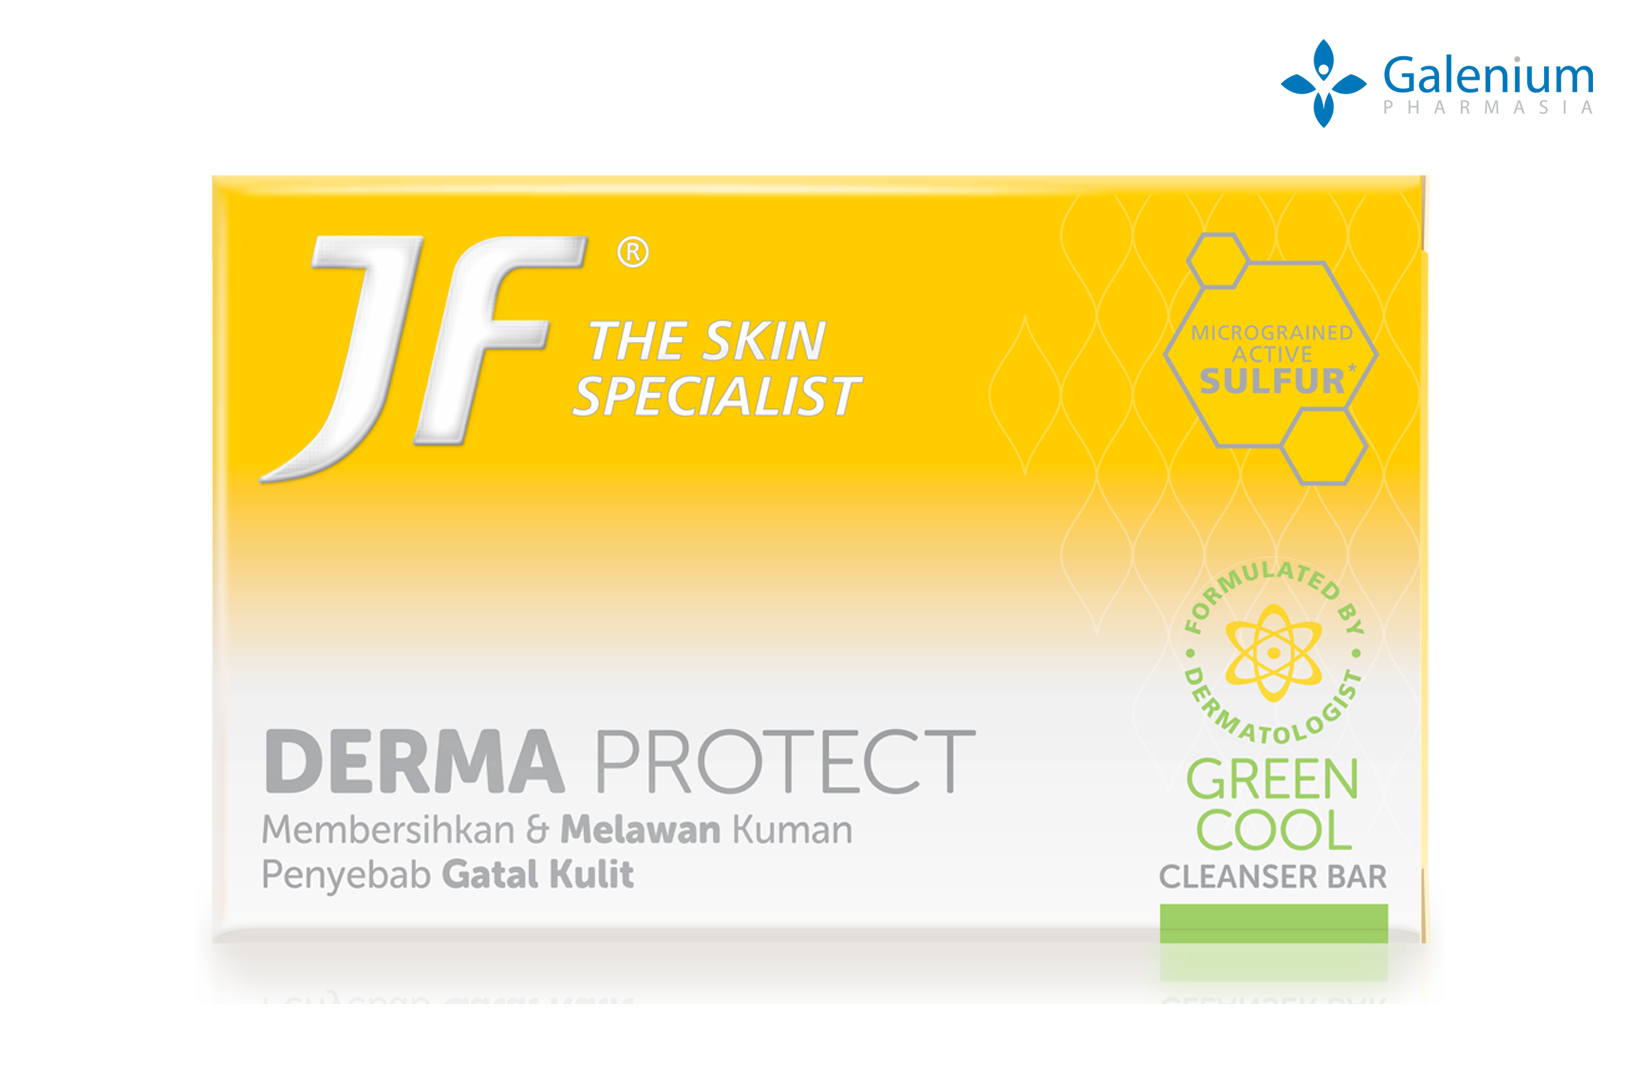 Galenium
PHARMASIA
JF®
THE SKIN
SPECIALIST
MICROGRAINED
ACTIVE
SULFUR*
FORMULATED BY
• DERMATOLOGIST •
DERMA PROTECT
Membersihkan & Melawan Kuman
Penyebab Gatal Kulit
GREEN
COOL
CLEANSER BAR